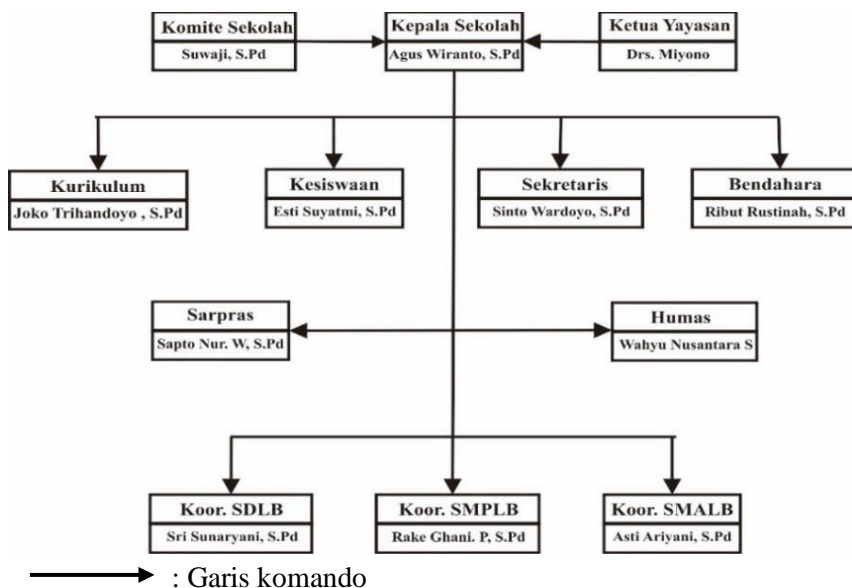 Komite Sekolah
Suwaji, S.Pd
Kepala Sekolah
Agus Wiranto, S.Pd
Ketua Yayasan
Drs. Miyono
Kurikulum
Joko Trihandoyo , S.Pd
Kesiswaan
Esti Suyatmi, S.Pd
Sekretaris
Sinto Wardoyo, S.Pd
Bendahara
Ribut Rustinah, S.Pd
Sarpras
Sapto Nur. W, S.Pd
Humas
Wahyu Nusantara S
Koor. SDLB
Sri Sunaryani, S.Pd
Koor. SMPLB
Rake Ghani. P, S.Pd
Koor. SMALB
Asti Ariyani, S.Pd
: Garis komando